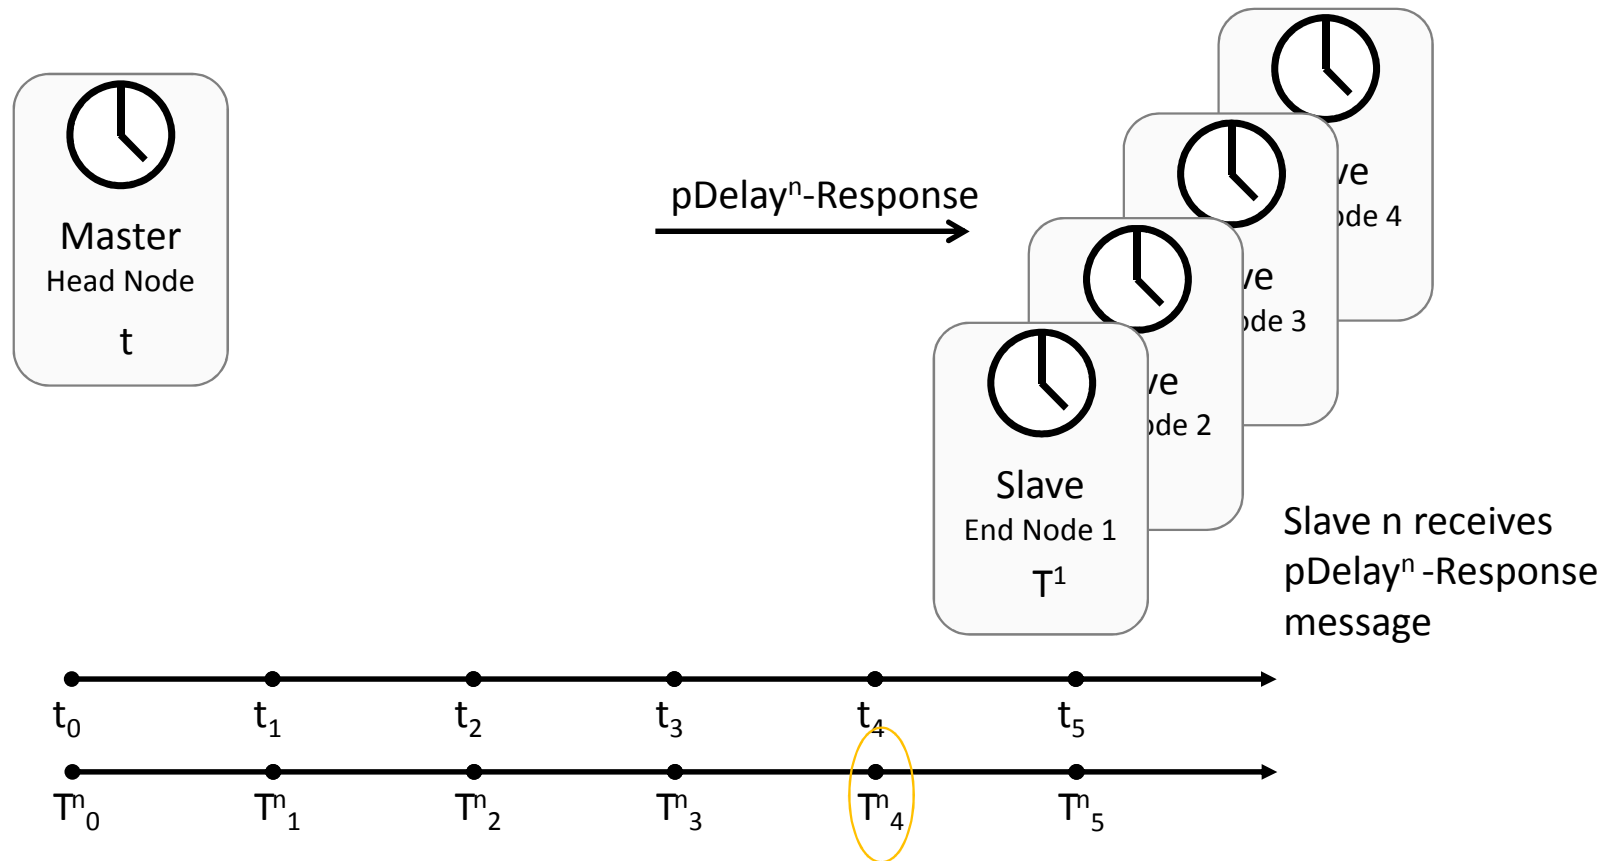 Master
Head Node
t
pDelayⁿ-Response
ve
ode 4
ve
ode 3
ve
ode 2
Slave
End Node 1
T¹
Slave n receives
pDelayⁿ -Response
message
t₀ t₁ t₂ t₃ t₄ t₅
Tⁿ₀ Tⁿ₁ Tⁿ₂ Tⁿ₃ Tⁿ₄ Tⁿ₅